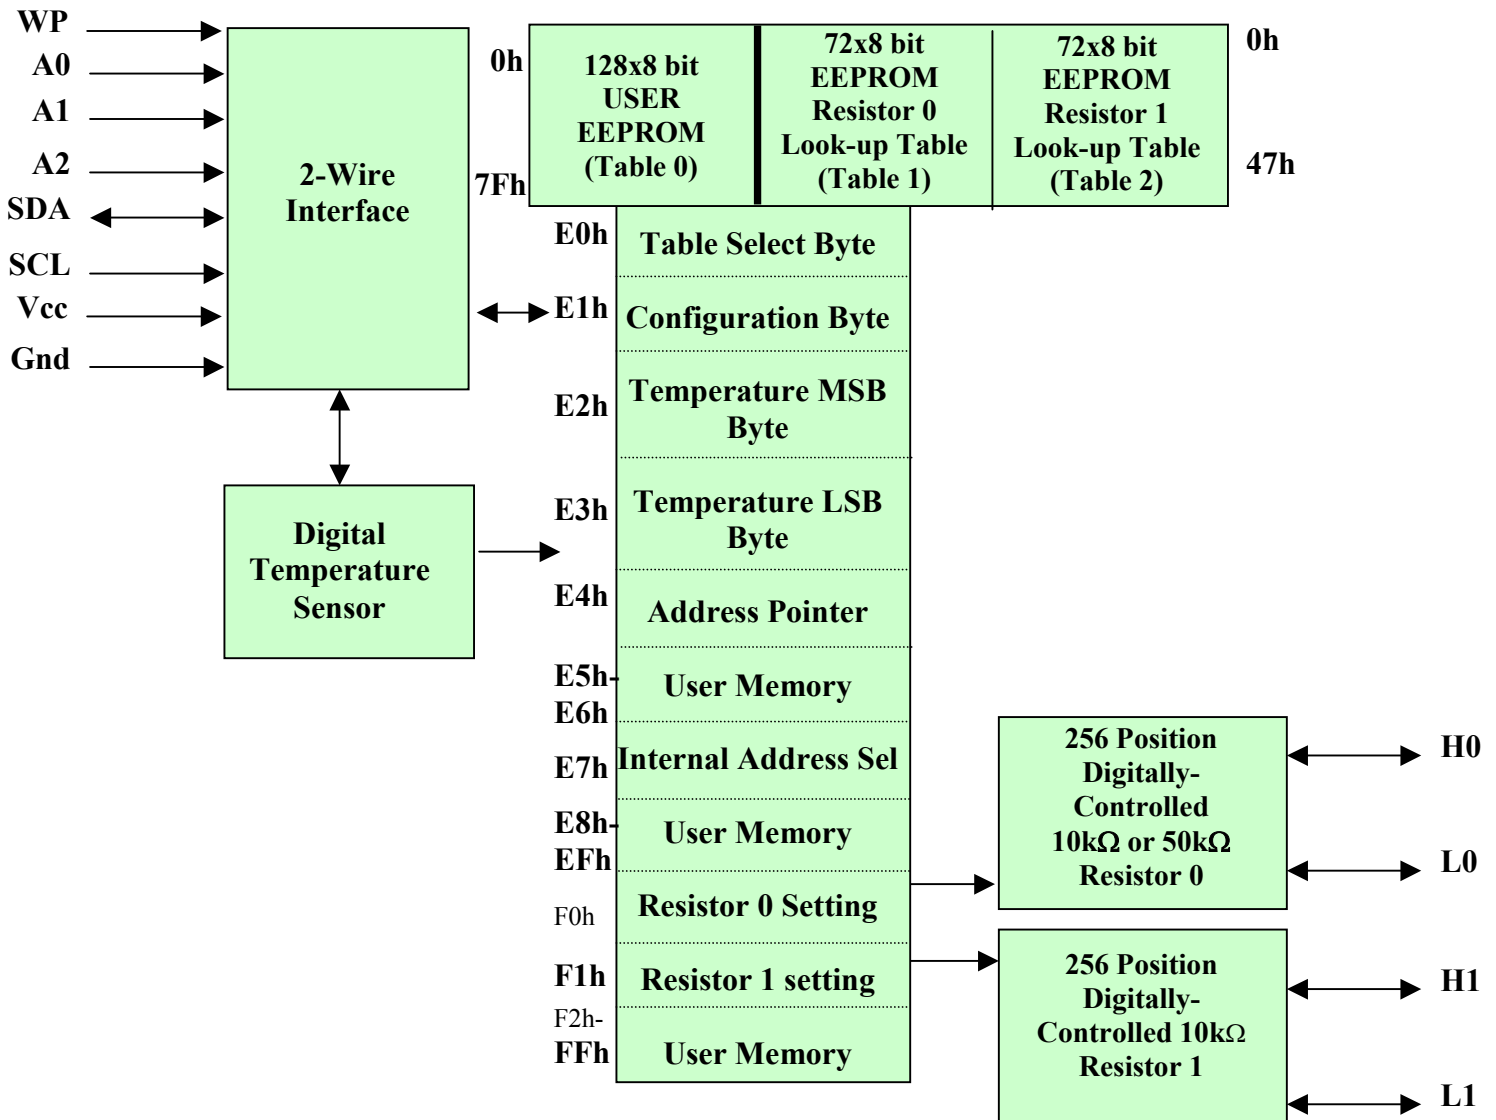 WP
A0
A1
A2
SDA
SCL
Vcc
Gnd
2-Wire
Interface
Digital
Temperature
Sensor
0h
7Fh
128x8 bit
USER
EEPROM
(Table 0)
72x8 bit
EEPROM
Resistor 0
Look-up Table
(Table 1)
72x8 bit
EEPROM
Resistor 1
Look-up Table
(Table 2)
0h
47h
E0h
Table Select Byte
E1h
Configuration Byte
E2h
Temperature MSB
Byte
E3h
Temperature LSB
Byte
E4h
Address Pointer
E5h-
E6h
User Memory
E7h
Internal Address Sel
E8h-
EFh
User Memory
F0h
Resistor 0 Setting
F1h
Resistor 1 setting
F2h-
FFh
User Memory
256 Position
Digitally-
Controlled
10kΩ or 50kΩ
Resistor 0
H0
L0
256 Position
Digitally-
Controlled 10kΩ
Resistor 1
H1
L1